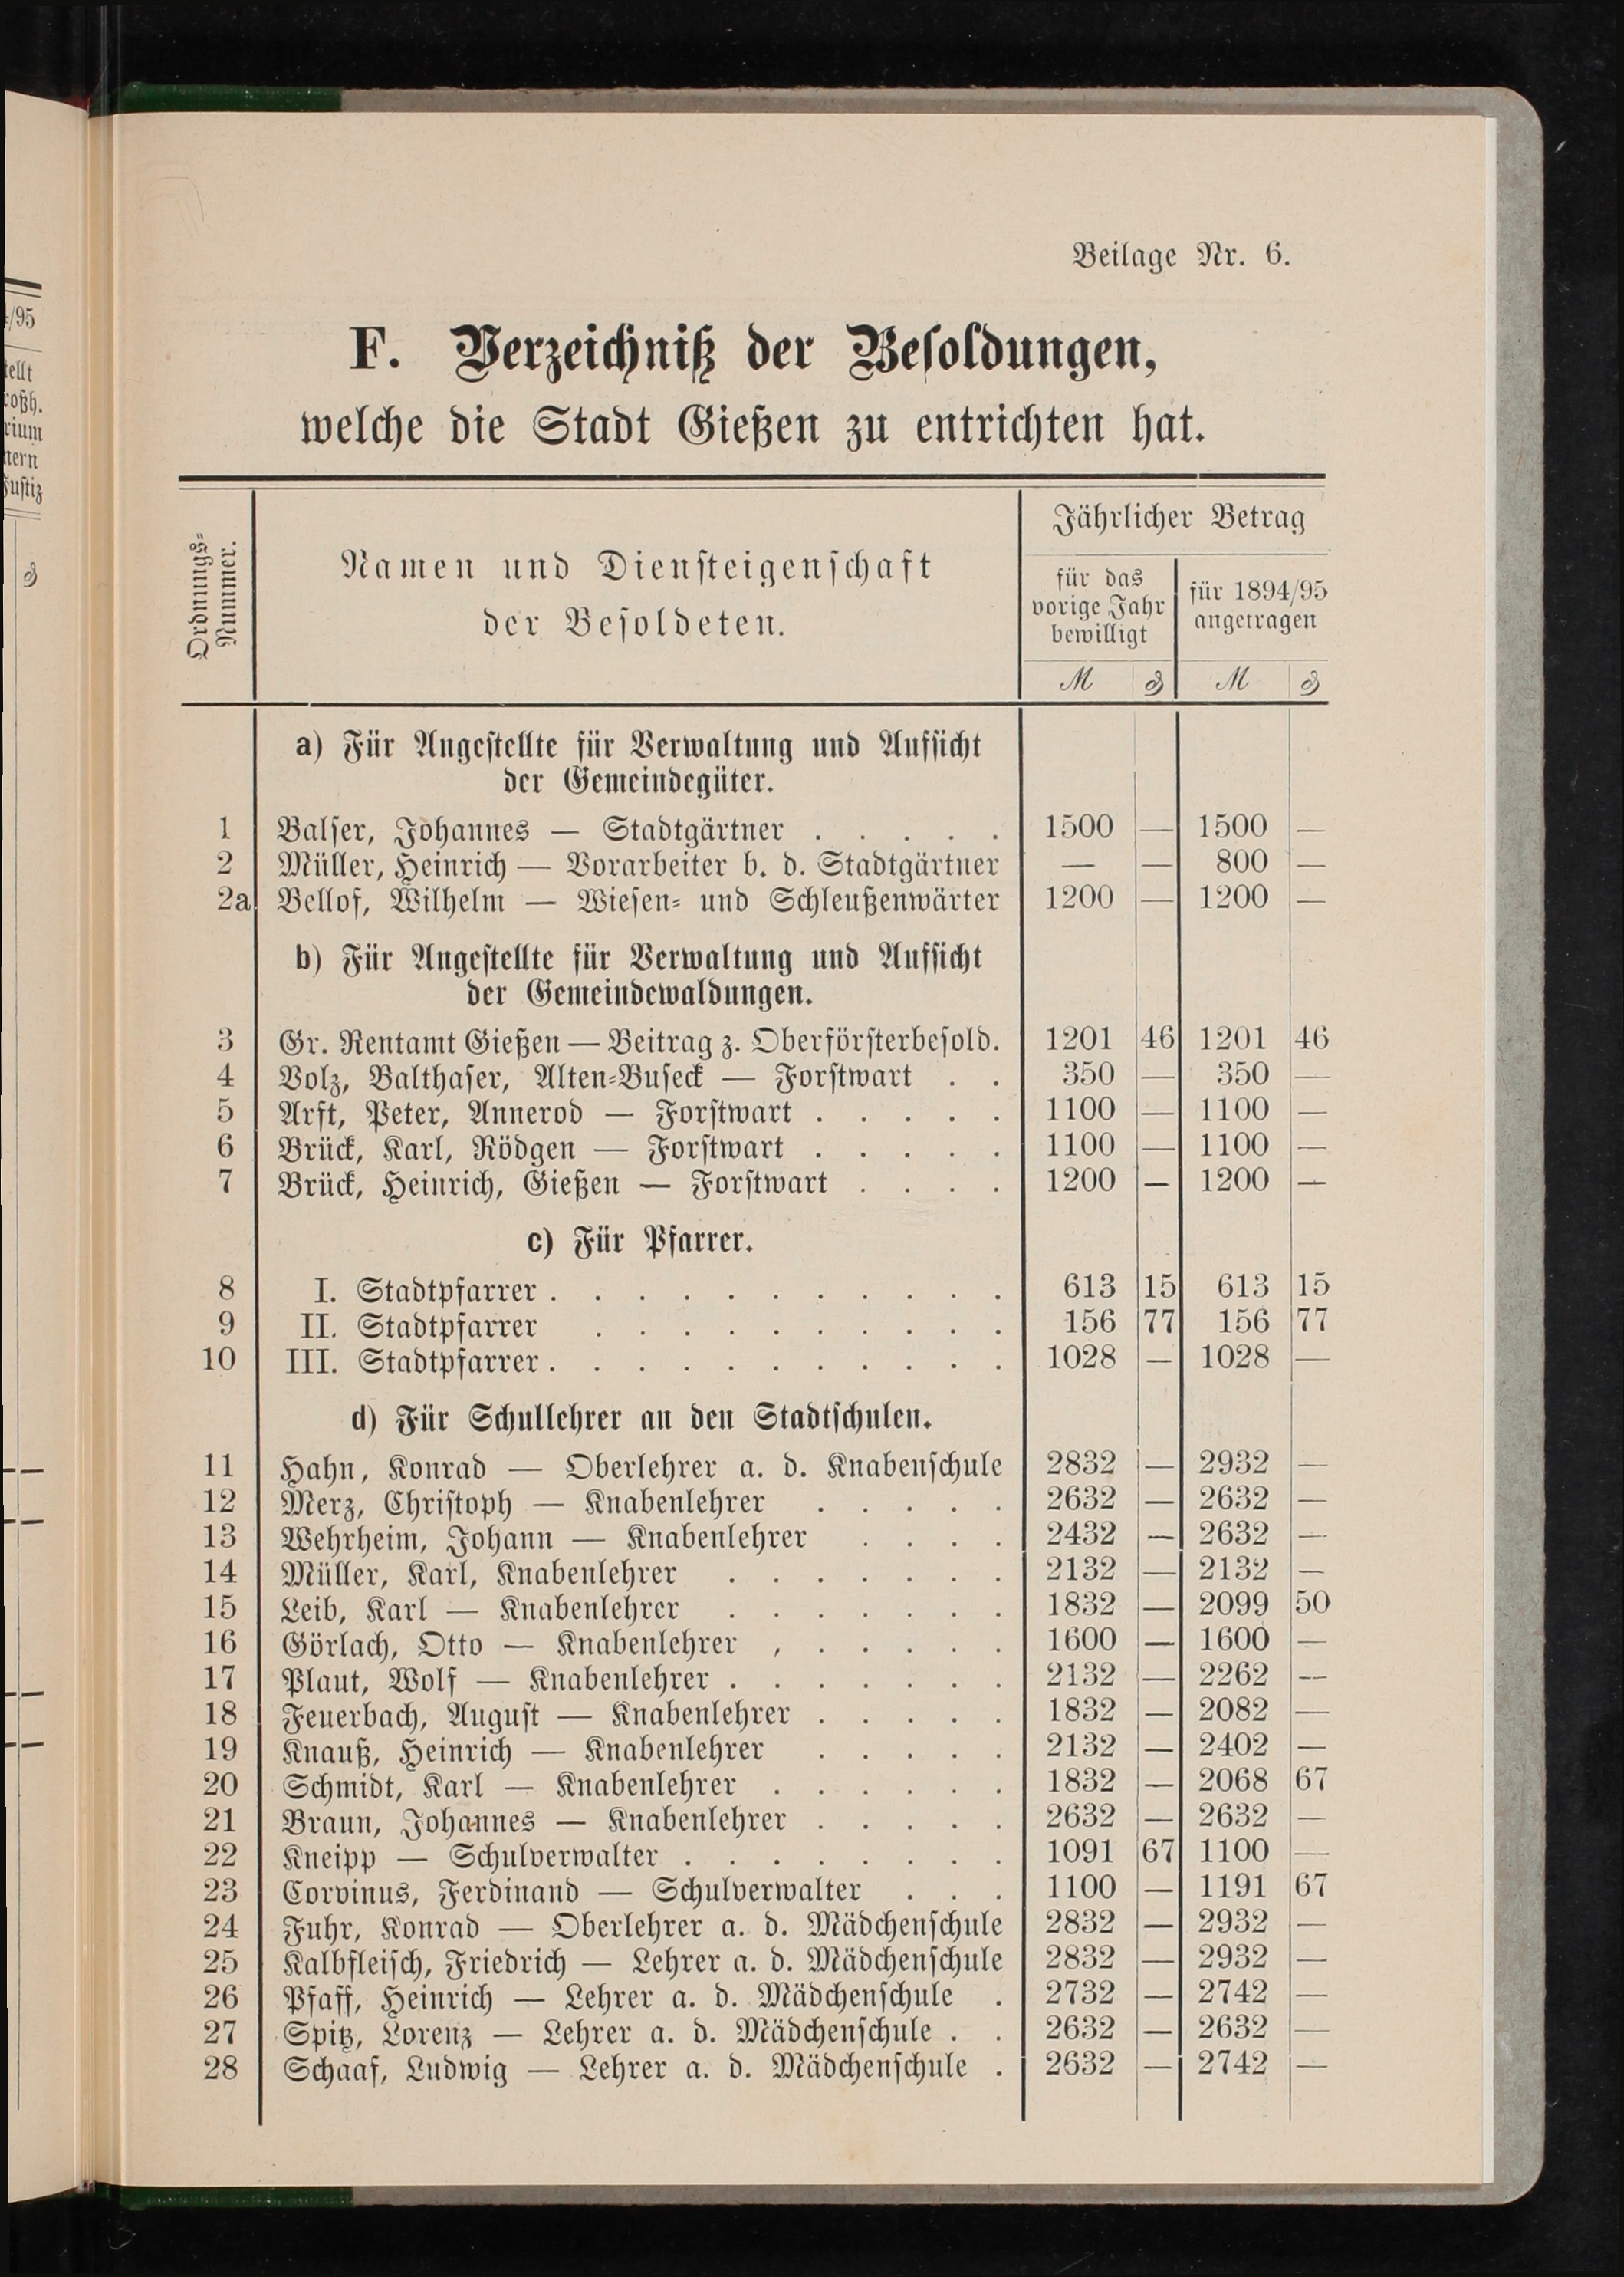 /95
tellt
roßh.
rium
nern
Justiz
₰
Beilage Nr. 6.
F. Verzeichniß der Besoldungen,
welche die Stadt Gießen zu entrichten hat.
Ordnungs-
Nummer.
Namen und Diensteigenschaft
der Besoldeten.
Jährlicher Betrag
für das
vorige Jahr
bewilligt
für 1894/95
angetragen
ℳ ₰ ℳ ₰
a) Für Angestellte für Verwaltung und Aufsicht
der Gemeindegüter.
1 Balser, Johannes — Stadtgärtner . . . . . 1500 — 1500 —
2 Müller, Heinrich — Vorarbeiter b. d. Stadtgärtner — — 800 —
2a Bellof, Wilhelm — Wiesen- und Schleußenwärter 1200 — 1200 —
b) Für Angestellte für Verwaltung und Aufsicht
der Gemeindewaldungen.
3 Gr. Rentamt Gießen — Beitrag z. Oberförsterbesold. 1201 46 1201 46
4 Volz, Balthaser, Alten-Buseck — Forstwart . . 350 — 350 —
5 Arft, Peter, Annerod — Forstwart . . . . . 1100 — 1100 —
6 Brück, Karl, Rödgen — Forstwart . . . . . 1100 — 1100 —
7 Brück, Heinrich, Gießen — Forstwart . . . . 1200 — 1200 —
c) Für Pfarrer.
8 I. Stadtpfarrer . . . . . . . . . . . 613 15 613 15
9 II. Stadtpfarrer . . . . . . . . . . 156 77 156 77
10 III. Stadtpfarrer . . . . . . . . . . . 1028 — 1028 —
d) Für Schullehrer an den Stadtschulen.
11 Hahn, Konrad — Oberlehrer a. d. Knabenschule 2832 — 2932 —
12 Merz, Christoph — Knabenlehrer . . . . . 2632 — 2632 —
13 Wehrheim, Johann — Knabenlehrer . . . . 2432 — 2632 —
14 Müller, Karl, Knabenlehrer . . . . . . . 2132 — 2132 —
15 Leib, Karl — Knabenlehrer . . . . . . . 1832 — 2099 50
16 Görlach, Otto — Knabenlehrer , . . . . . 1600 — 1600 —
17 Plaut, Wolf — Knabenlehrer . . . . . . . 2132 — 2262 —
18 Feuerbach, August — Knabenlehrer . . . . . 1832 — 2082 —
19 Knauß, Heinrich — Knabenlehrer . . . . . 2132 — 2402 —
20 Schmidt, Karl — Knabenlehrer . . . . . . 1832 — 2068 67
21 Braun, Johannes — Knabenlehrer . . . . . 2632 — 2632 —
22 Kneipp — Schulverwalter . . . . . . . . 1091 67 1100 —
23 Corvinus, Ferdinand — Schulverwalter . . . 1100 — 1191 67
24 Fuhr, Konrad — Oberlehrer a. d. Mädchenschule 2832 — 2932 —
25 Kalbfleisch, Friedrich — Lehrer a. d. Mädchenschule 2832 — 2932 —
26 Pfaff, Heinrich — Lehrer a. d. Mädchenschule . 2732 — 2742 —
27 Spitz, Lorenz — Lehrer a. d. Mädchenschule . . 2632 — 2632 —
28 Schaaf, Ludwig — Lehrer a. d. Mädchenschule . 2632 — 2742 —